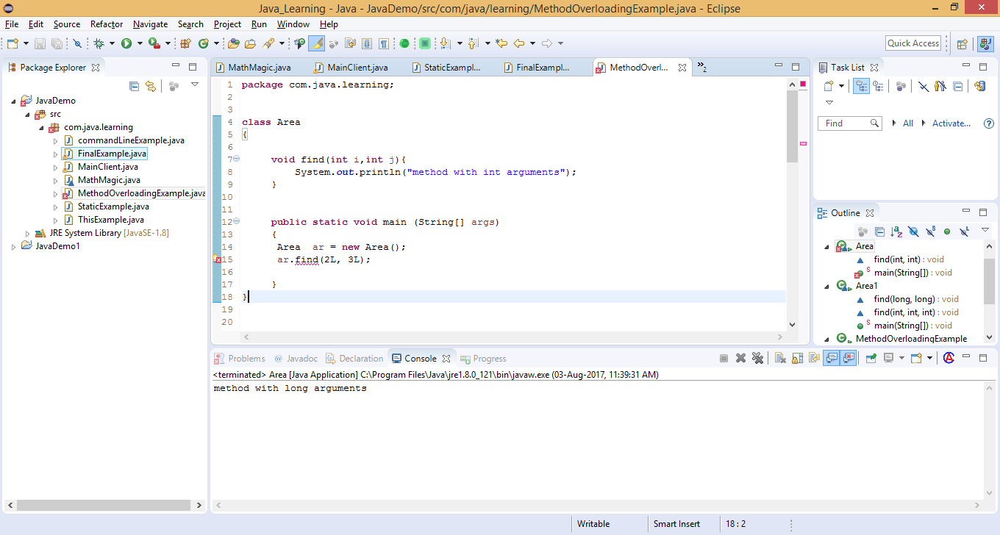 Java_Learning - Java - JavaDemo/src/com/java/learning/MethodOverloadingExample.java - Eclipse
File Edit Source Refactor Navigate Search Project Run Window Help
Quick Access
Package Explorer
JavaDemo
src
com.java.learning
commandLineExample.java
FinalExample.java
MainClient.java
MathMagic.java
MethodOverloadingExample.java
StaticExample.java
ThisExample.java
JRE System Library [JavaSE-1.8]
JavaDemo1
MathMagic.java MainClient.java StaticExampl... FinalExampl... MethodOverl... »2
1 package com.java.learning;
2
3
4 class Area
5 {
6
7 void find(int i,int j){
8 System.out.println("method with int arguments");
9 }
10
11
12 public static void main (String[] args)
13 {
14 Area  ar = new Area();
15 ar.find(2L, 3L);
16
17 }
18 }
19
20
Task List
Find All Activate...
Outline
Area
find(int, int) : void
main(String[]) : void
Area1
find(long, long) : void
find(int, int, int) : void
main(String[]) : void
MethodOverloadingExample
Problems Javadoc Declaration Console Progress
<terminated> Area [Java Application] C:\Program Files\Java\jre1.8.0_121\bin\javaw.exe (03-Aug-2017, 11:39:31 AM)
method with long arguments
Writable Smart Insert 18 : 2